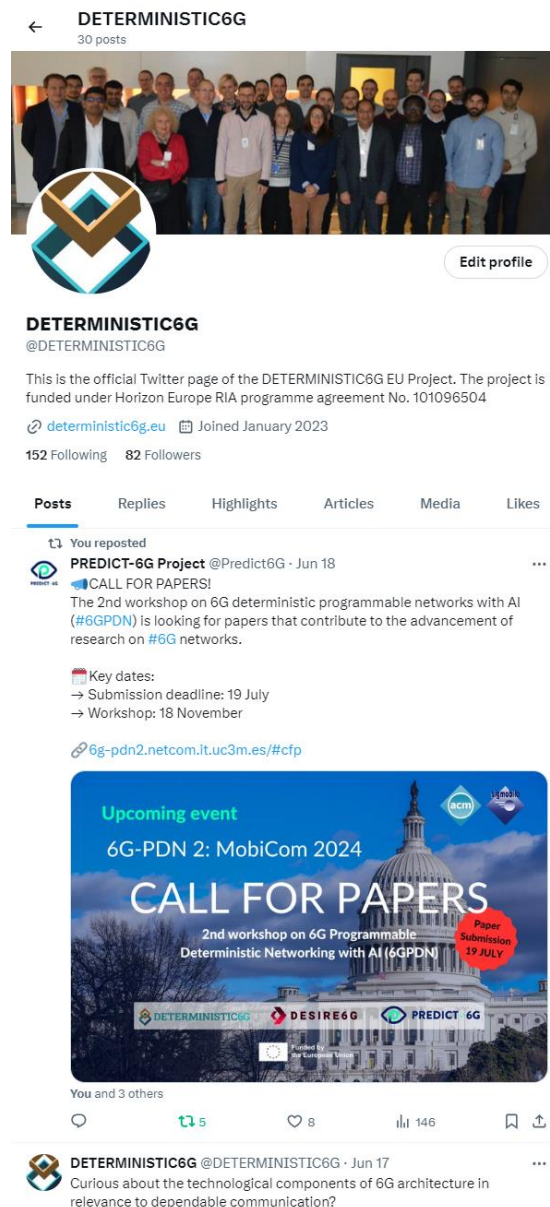 DETERMINISTIC6G
30 posts
Edit profile
DETERMINISTIC6G
@DETERMINISTIC6G
This is the official Twitter page of the DETERMINISTIC6G EU Project. The project is
funded under Horizon Europe RIA programme agreement No. 101096504
deterministic6g.eu Joined January 2023
152 Following 82 Followers
Posts Replies Highlights Articles Media Likes
You reposted
PREDICT-6G Project @Predict6G · Jun 18
PREDICT 6G
CALL FOR PAPERS!
The 2nd workshop on 6G deterministic programmable networks with AI
(#6GPDN) is looking for papers that contribute to the advancement of
research on #6G networks.
Key dates:
→ Submission deadline: 19 July
→ Workshop: 18 November
6g-pdn2.netcom.it.uc3m.es/#cfp
acm sigmobile
Upcoming event
6G-PDN 2: MobiCom 2024
CALL FOR PAPERS
2nd workshop on 6G Programmable
Deterministic Networking with AI (6GPDN)
Paper
Submission
19 JULY
DETERMINISTIC6G DESIRE6G PREDICT 6G
Funded by
the European Union
You and 3 others
5 8 146
DETERMINISTIC6G @DETERMINISTIC6G · Jun 17
Curious about the technological components of 6G architecture in
relevance to dependable communication?